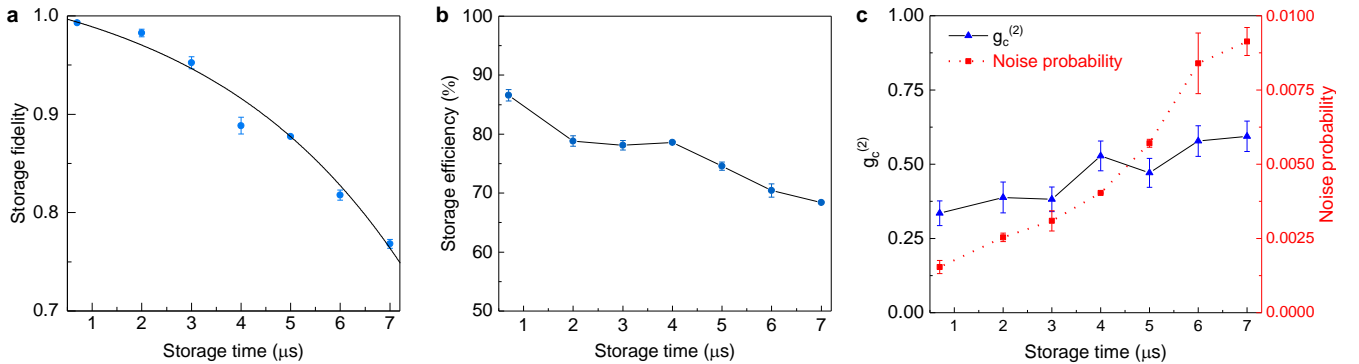 a
1.0
0.9
0.8
0.7
Storage fidelity
1 2 3 4 5 6 7
Storage time (μs)
b
100
90
80
70
60
50
Storage efficiency (%)
1 2 3 4 5 6 7
Storage time (μs)
c
1.00
0.75
0.50
0.25
0.00
g_c^(2)
g_c^(2)
Noise probability
1 2 3 4 5 6 7
Storage time (μs)
0.0100
0.0075
0.0050
0.0025
0.0000
Noise probability